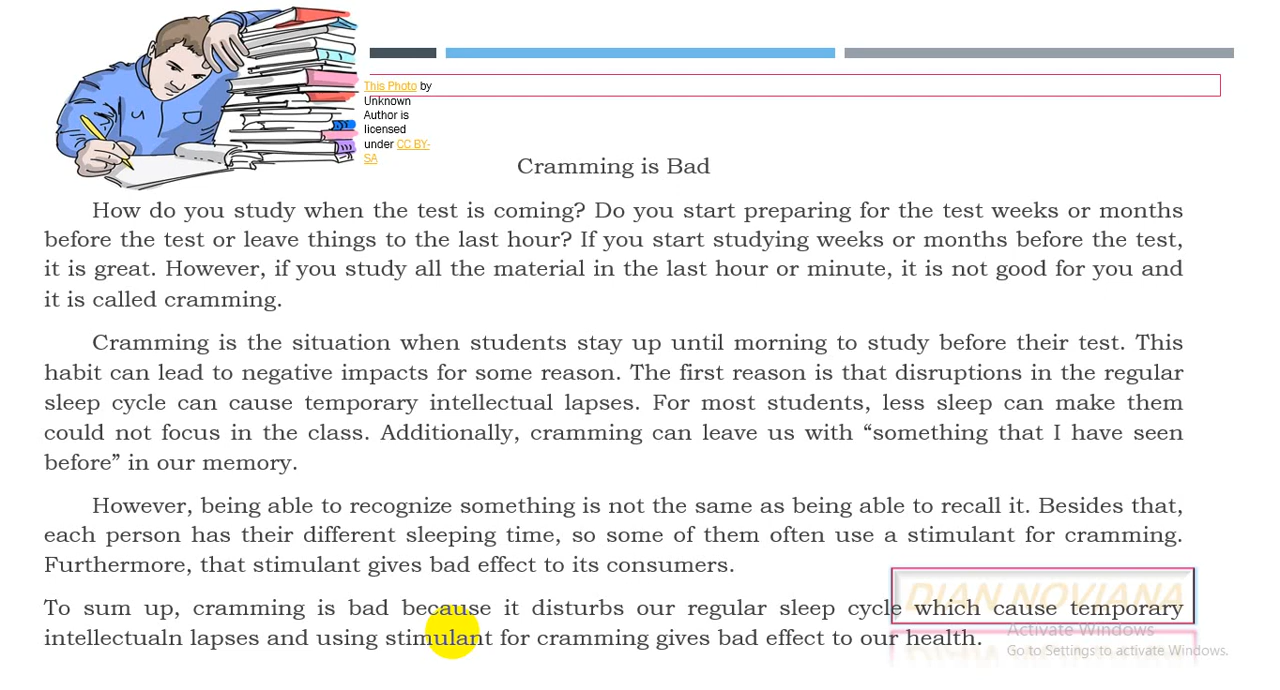 This Photo by
Unknown
Author is
licensed
under CC BY-
SA
Cramming is Bad
How do you study when the test is coming? Do you start preparing for the test weeks or months
before the test or leave things to the last hour? If you start studying weeks or months before the test,
it is great. However, if you study all the material in the last hour or minute, it is not good for you and
it is called cramming.
Cramming is the situation when students stay up until morning to study before their test. This
habit can lead to negative impacts for some reason. The first reason is that disruptions in the regular
sleep cycle can cause temporary intellectual lapses. For most students, less sleep can make them
could not focus in the class. Additionally, cramming can leave us with “something that I have seen
before” in our memory.
However, being able to recognize something is not the same as being able to recall it. Besides that,
each person has their different sleeping time, so some of them often use a stimulant for cramming.
Furthermore, that stimulant gives bad effect to its consumers.
To sum up, cramming is bad because it disturbs our regular sleep cycle which cause temporary
intellectualn lapses and using stimulant for cramming gives bad effect to our health.
DIAN NOVIANA
Activate Windows
Go to Settings to activate Windows.